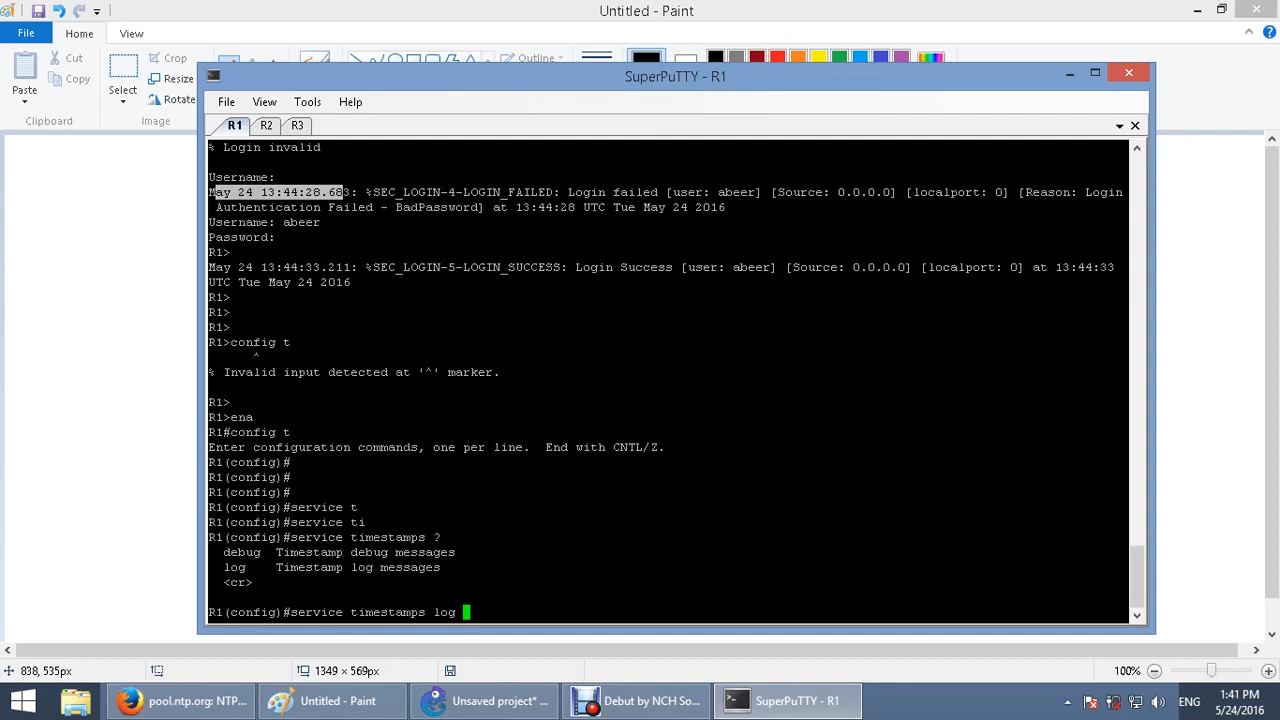 Untitled - Paint
File
Home
View
Paste
Cut
Copy
Clipboard
Select
Crop
Resize
Rotate
Image
Outline
SuperPuTTY - R1
File View Tools Help
R1 R2 R3
% Login invalid
Username:
May 24 13:44:28.683: %SEC_LOGIN-4-LOGIN_FAILED: Login failed [user: abeer] [Source: 0.0.0.0] [localport: 0] [Reason: Login
Authentication Failed - BadPassword] at 13:44:28 UTC Tue May 24 2016
Username: abeer
Password:
R1>
May 24 13:44:33.211: %SEC_LOGIN-5-LOGIN_SUCCESS: Login Success [user: abeer] [Source: 0.0.0.0] [localport: 0] at 13:44:33
UTC Tue May 24 2016
R1>
R1>
R1>
R1>config t
^
% Invalid input detected at '^' marker.
R1>
R1>ena
R1#config t
Enter configuration commands, one per line.  End with CNTL/Z.
R1(config)#
R1(config)#
R1(config)#
R1(config)#service t
R1(config)#service ti
R1(config)#service timestamps ?
debug  Timestamp debug messages
log    Timestamp log messages
<cr>
R1(config)#service timestamps log
838, 535px
1349 × 569px
100%
pool.ntp.org: NTP...
Untitled - Paint
Unsaved project*...
Debut by NCH So...
SuperPuTTY - R1
ENG
1:41 PM
5/24/2016